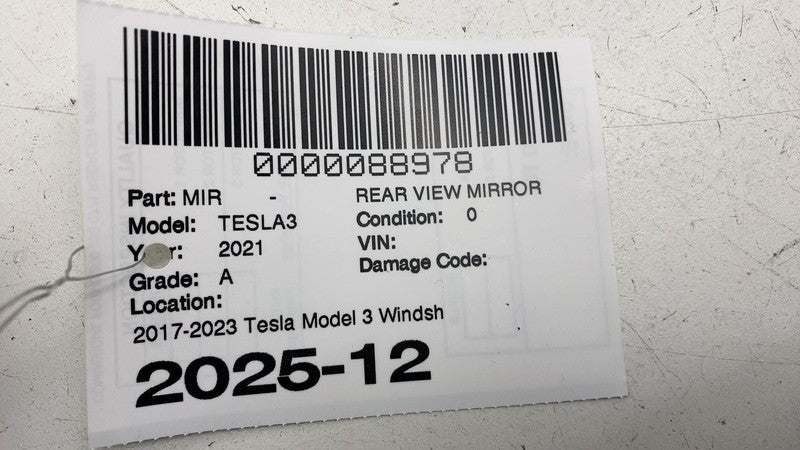 0000088978
Part: MIR - REAR VIEW MIRROR
Model: TESLA3 Condition: 0
Year: 2021 VIN:
Grade: A Damage Code:
Location:
2017-2023 Tesla Model 3 Windsh
2025-12